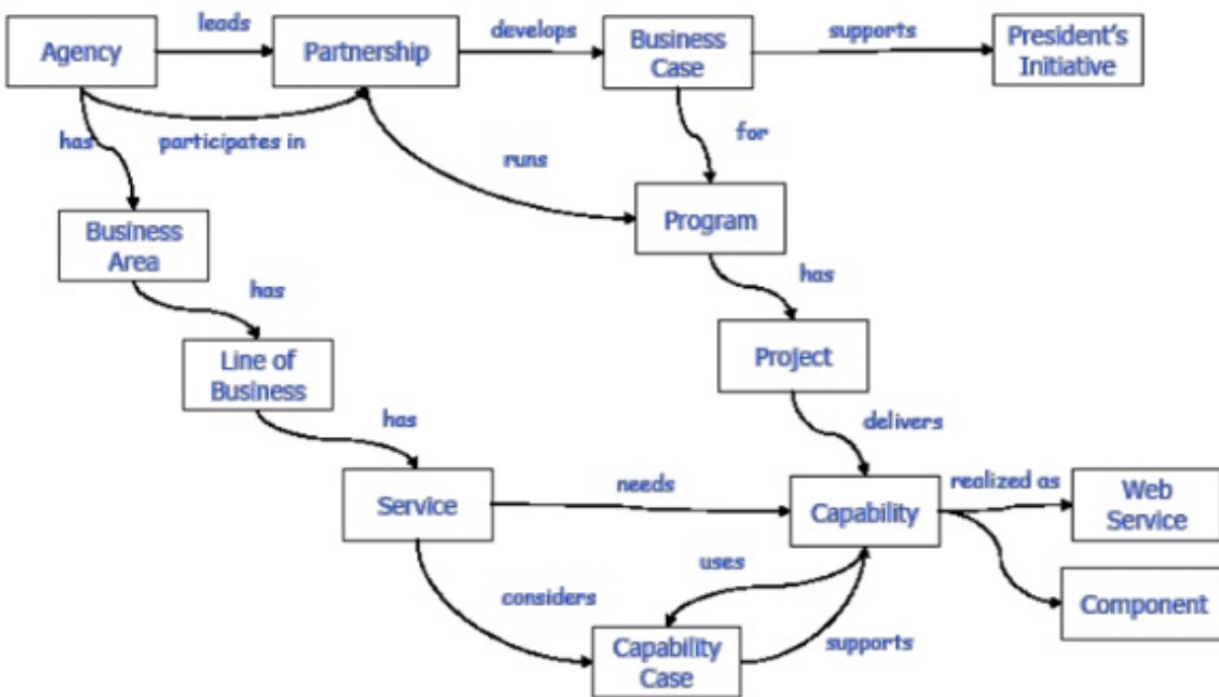 leads
develops
supports
Agency
Partnership
Business
Case
President's
Initiative
has
participates in
runs
for
Business
Area
Program
has
has
Line of
Business
Project
has
delivers
Service
needs
Capability
realized as
Web
Service
uses
considers
Component
Capability
Case
supports